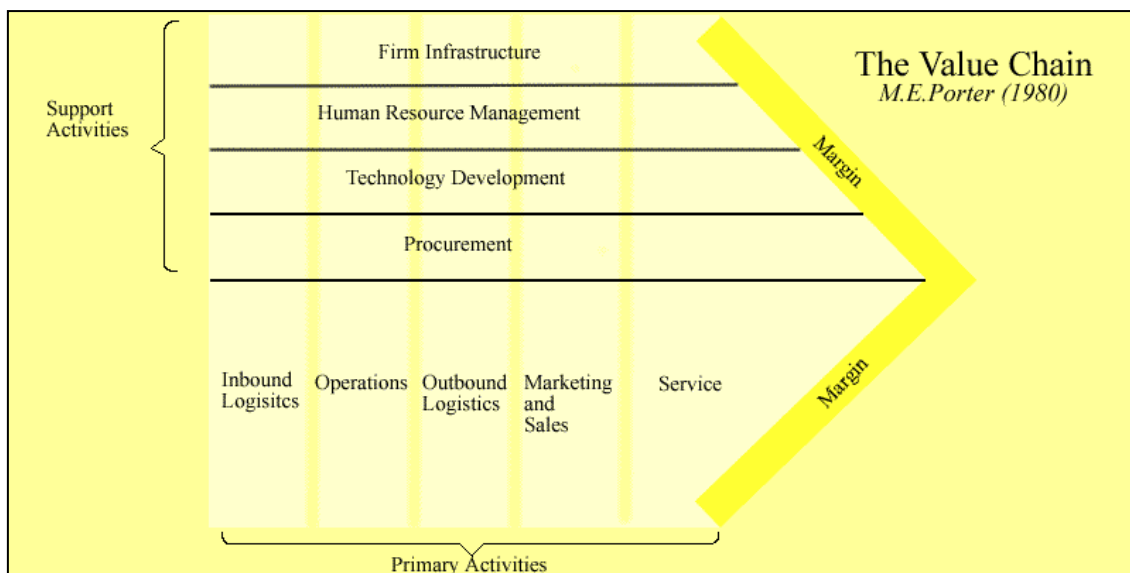 Firm Infrastructure
The Value Chain
M.E.Porter (1980)
Support
Activities
Human Resource Management
Margin
Technology Development
Procurement
Inbound
Logisitcs
Operations
Outbound
Logistics
Marketing
and
Sales
Service
Margin
Primary Activities